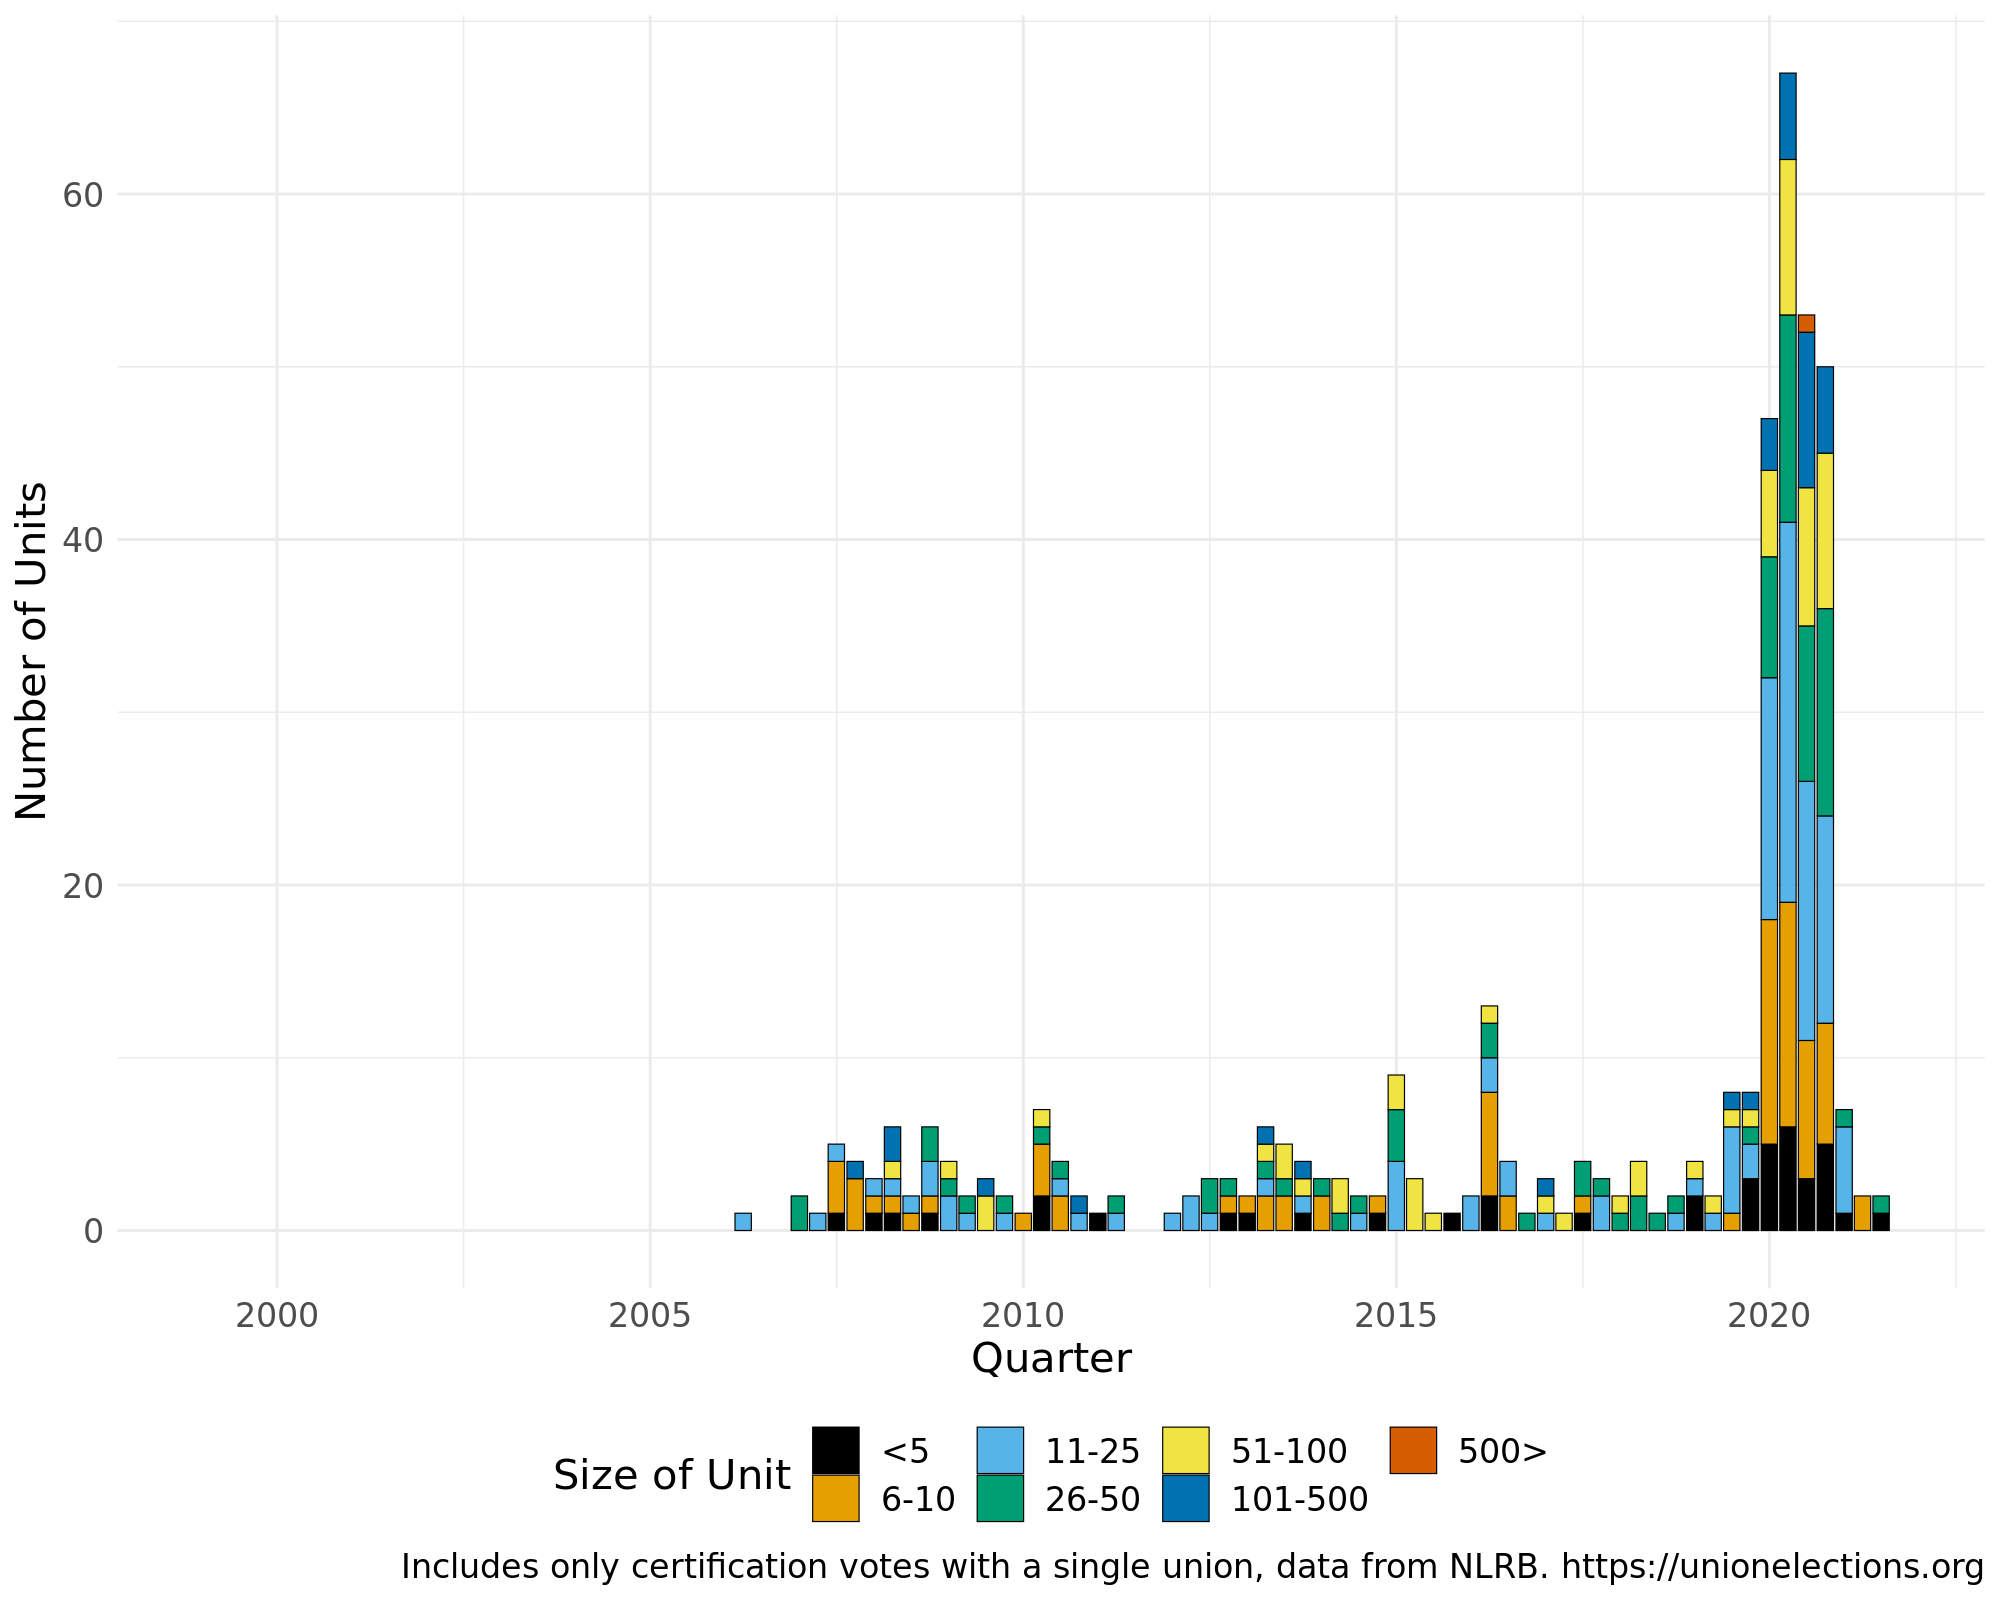 60
40
20
0
Number of Units
2000 2005 2010 2015 2020
Quarter
Size of Unit
<5 11-25 51-100 500>
6-10 26-50 101-500
Includes only certification votes with a single union, data from NLRB. https://unionelections.org